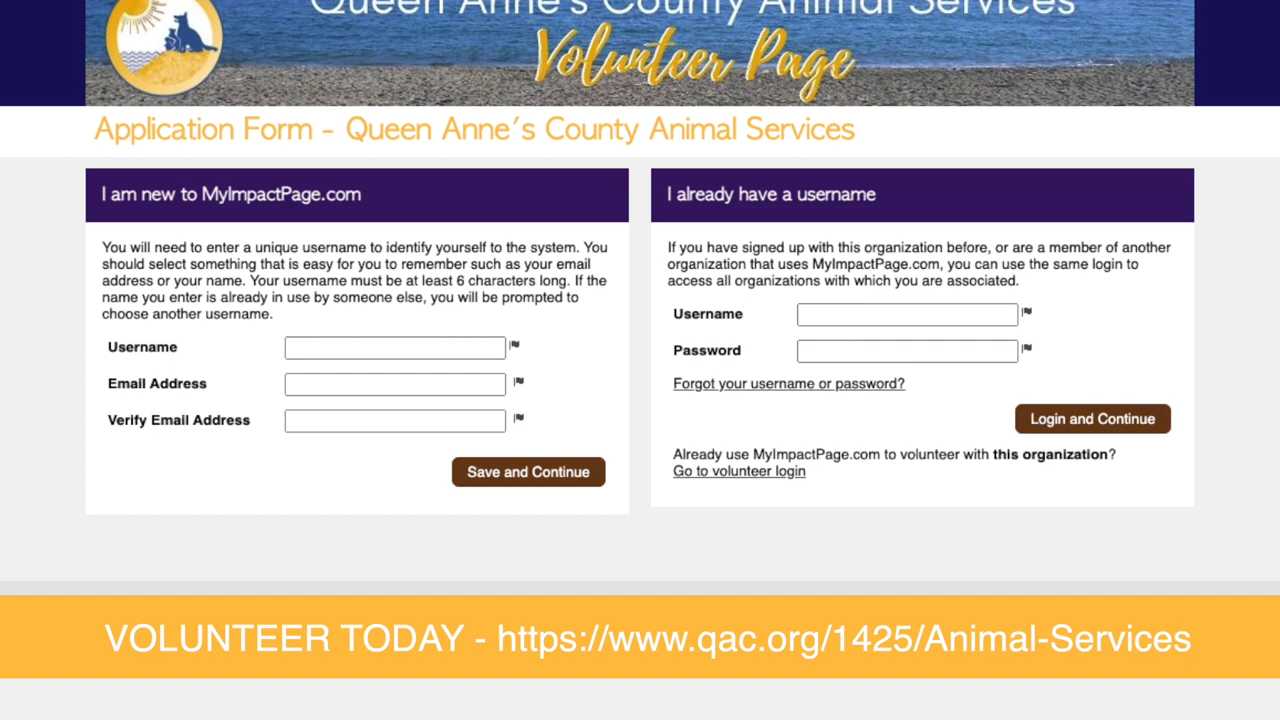 Queen Anne's County Animal Services
Volunteer Page
Application Form - Queen Anne's County Animal Services
I am new to MyImpactPage.com
You will need to enter a unique username to identify yourself to the system. You
should select something that is easy for you to remember such as your email
address or your name. Your username must be at least 6 characters long. If the
name you enter is already in use by someone else, you will be prompted to
choose another username.
Username
Email Address
Verify Email Address
Save and Continue
I already have a username
If you have signed up with this organization before, or are a member of another
organization that uses MyImpactPage.com, you can use the same login to
access all organizations with which you are associated.
Username
Password
Forgot your username or password?
Login and Continue
Already use MyImpactPage.com to volunteer with this organization?
Go to volunteer login
VOLUNTEER TODAY - https://www.qac.org/1425/Animal-Services